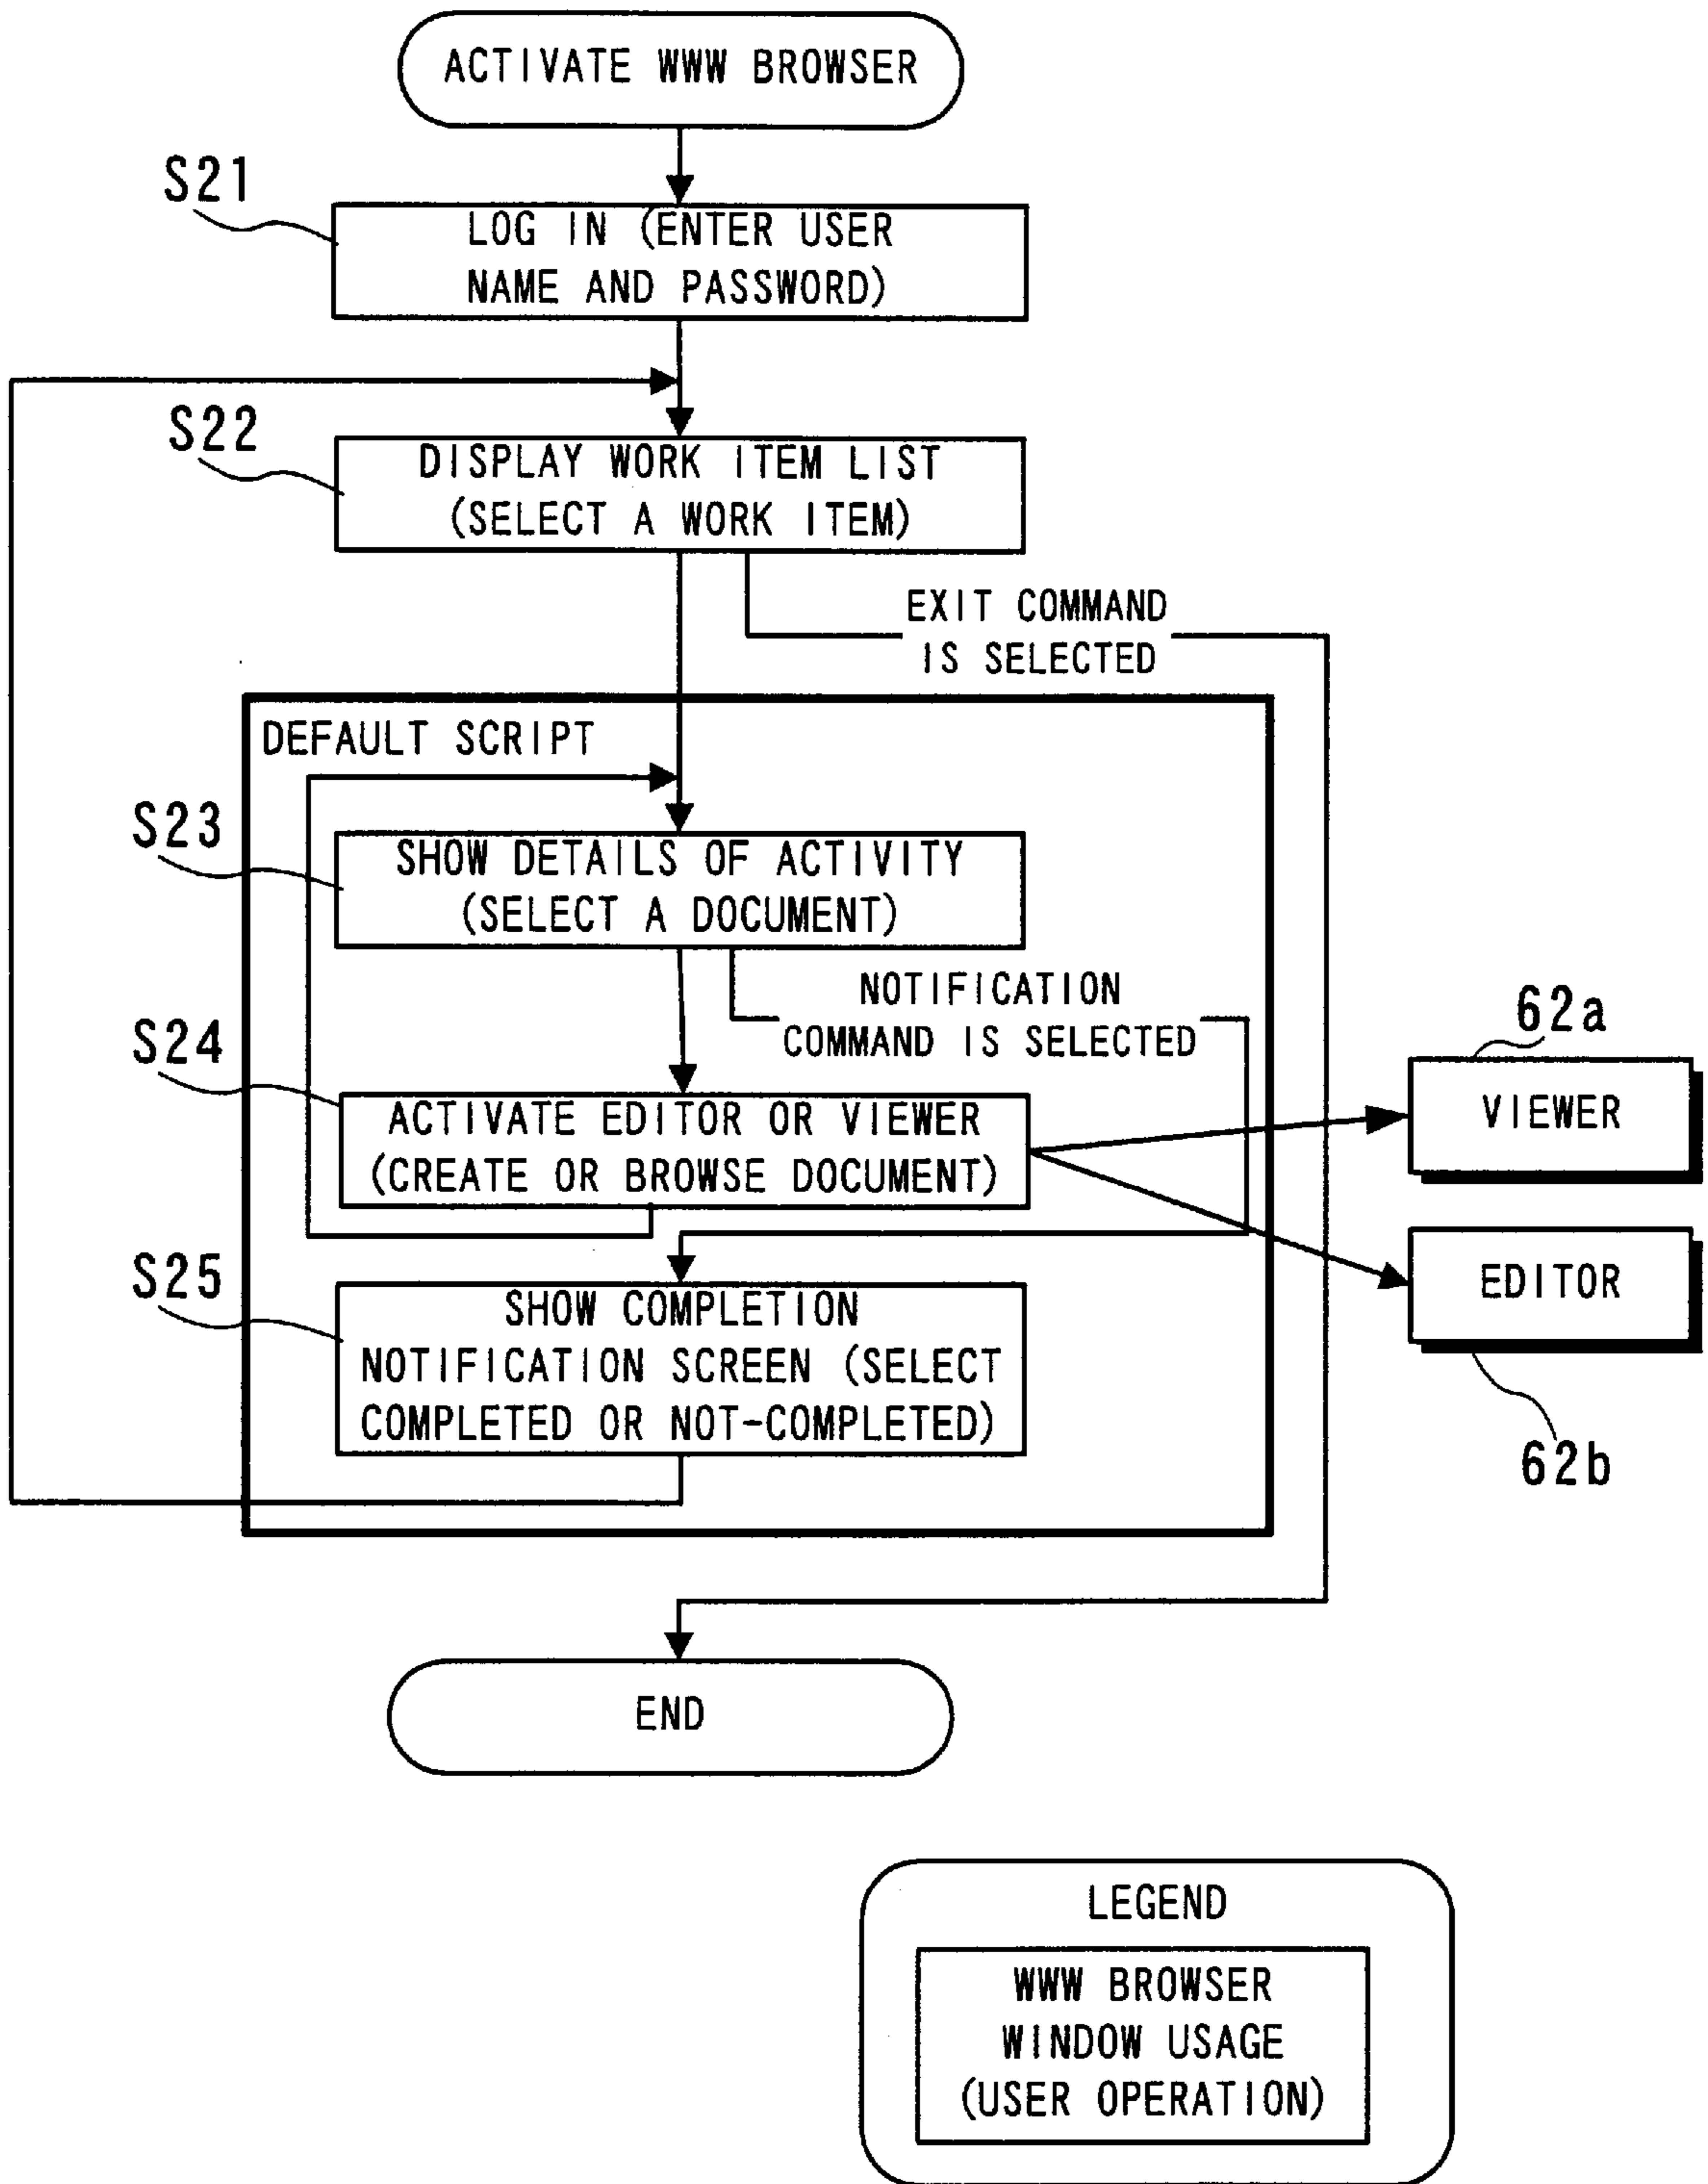 ACTIVATE WWW BROWSER
S21
LOG IN (ENTER USER
NAME AND PASSWORD)
S22
DISPLAY WORK ITEM LIST
(SELECT A WORK ITEM)
EXIT COMMAND
IS SELECTED
DEFAULT SCRIPT
S23
SHOW DETAILS OF ACTIVITY
(SELECT A DOCUMENT)
NOTIFICATION
COMMAND IS SELECTED
S24
ACTIVATE EDITOR OR VIEWER
(CREATE OR BROWSE DOCUMENT)
62a
VIEWER
EDITOR
62b
S25
SHOW COMPLETION
NOTIFICATION SCREEN (SELECT
COMPLETED OR NOT-COMPLETED)
END
LEGEND
WWW BROWSER
WINDOW USAGE
(USER OPERATION)